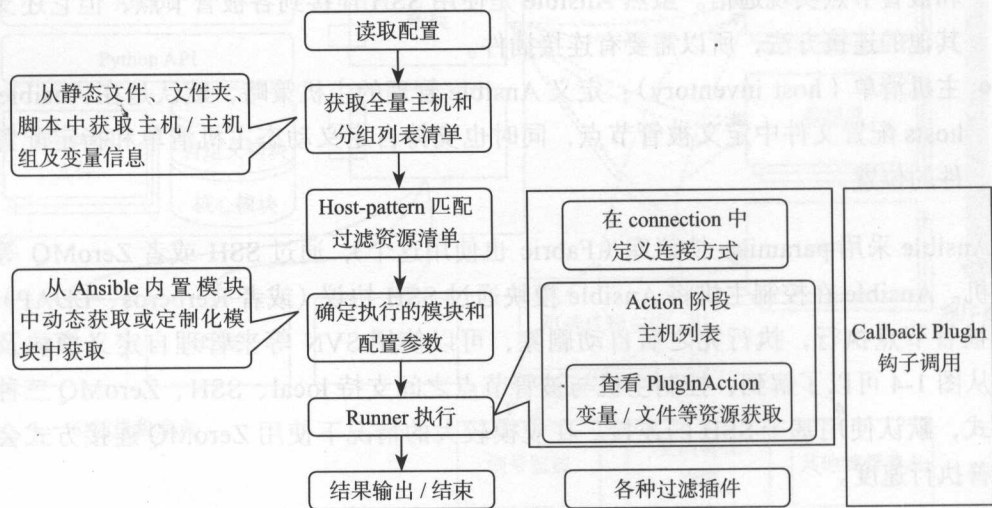 读取配置
从静态文件、文件夹、
脚本中获取主机 / 主机
组及变量信息
获取全量主机和
分组列表清单
Host-pattern 匹配
过滤资源清单
从 Ansible 内置模块
中动态获取或定制化模
块中获取
确定执行的模块和
配置参数
Runner 执行
结果输出 / 结束
在 connection 中
定义连接方式
Action 阶段
主机列表
查看 PlugInAction
变量 / 文件等资源获取
各种过滤插件
Callback PlugIn
钩子调用